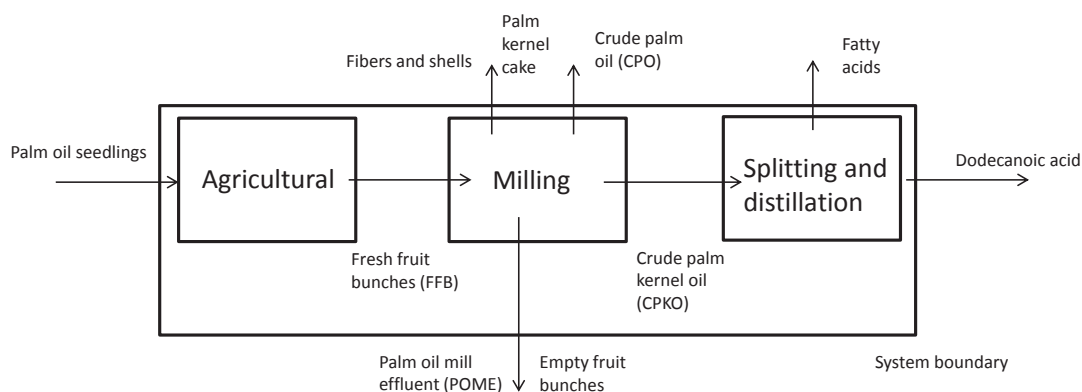 Palm
kernel
cake
Crude palm
oil (CPO)
Fatty
acids
Fibers and shells
Palm oil seedlings
Agricultural
Milling
Splitting and
distillation
Dodecanoic acid
Fresh fruit
bunches (FFB)
Crude palm
kernel oil
(CPKO)
Palm oil mill
effluent (POME)
Empty fruit
bunches
System boundary